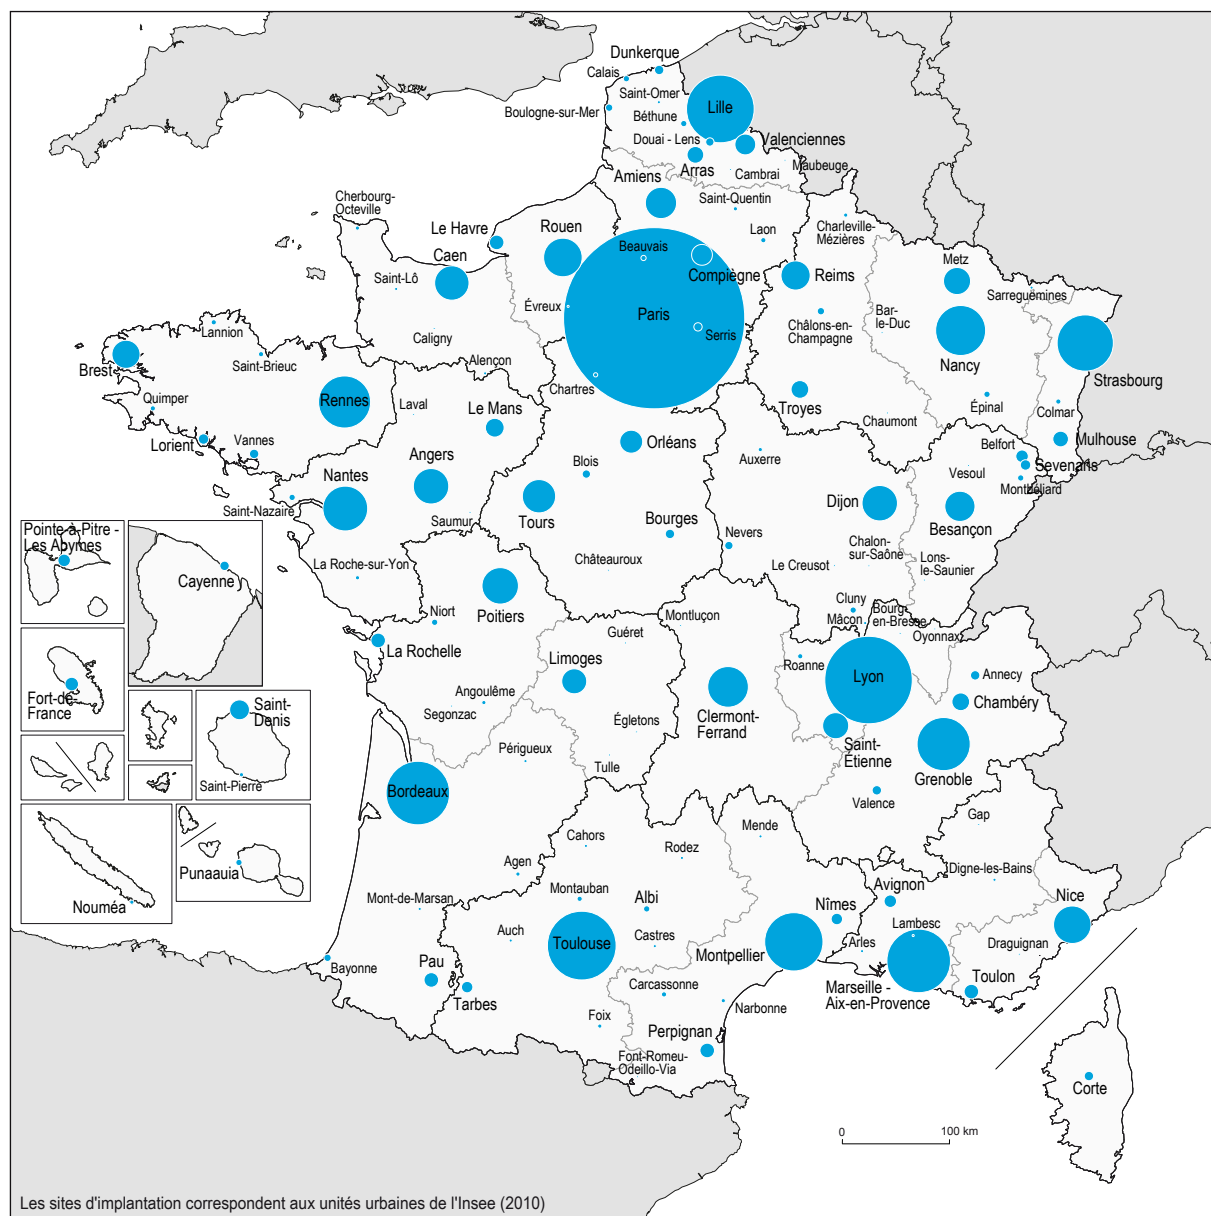 Dunkerque
Calais
Saint-Omer
Boulogne-sur-Mer
Lille
Béthune
Douai - Lens
Valenciennes
Arras
Cambrai
Maubeuge
Amiens
Saint-Quentin
Cherbourg-
Octeville
Le Havre
Rouen
Laon
Charleville-
Mézières
Caen
Beauvais
Compiègne
Reims
Metz
Saint-Lô
Sarreguemines
Évreux
Paris
Bar-
le-Duc
Châlons-en-
Champagne
Lannion
Caligny
Serris
Nancy
Strasbourg
Brest
Saint-Brieuc
Alençon
Chartres
Quimper
Rennes
Laval
Le Mans
Troyes
Chaumont
Épinal
Colmar
Lorient
Vannes
Orléans
Auxerre
Belfort
Mulhouse
Nantes
Angers
Blois
Vesoul
Sevenans
Montbéliard
Saint-Nazaire
Saumur
Tours
Bourges
Dijon
Besançon
Pointe-à-Pitre -
Les Abymes
Cayenne
La Roche-sur-Yon
Châteauroux
Nevers
Le Creusot
Chalon-
sur-Saône
Lons-
le-Saunier
Niort
Poitiers
Montluçon
Cluny
Mâcon
Bourg-
en-Bresse
Oyonnax
La Rochelle
Guéret
Limoges
Roanne
Lyon
Annecy
Chambéry
Fort-de-
France
Saint-
Denis
Angoulême
Segonzac
Égletons
Clermont-
Ferrand
Saint-
Étienne
Grenoble
Périgueux
Tulle
Saint-Pierre
Bordeaux
Valence
Gap
Cahors
Mende
Rodez
Punaauia
Agen
Digne-les-Bains
Nouméa
Mont-de-Marsan
Montauban
Albi
Nîmes
Avignon
Nice
Auch
Toulouse
Castres
Lambesc
Arles
Draguignan
Bayonne
Pau
Tarbes
Montpellier
Marseille -
Aix-en-Provence
Toulon
Carcassonne
Narbonne
Foix
Perpignan
Font-Romeu-
Odeillo-Via
Corte
0 100 km
Les sites d'implantation correspondent aux unités urbaines de l'Insee (2010)